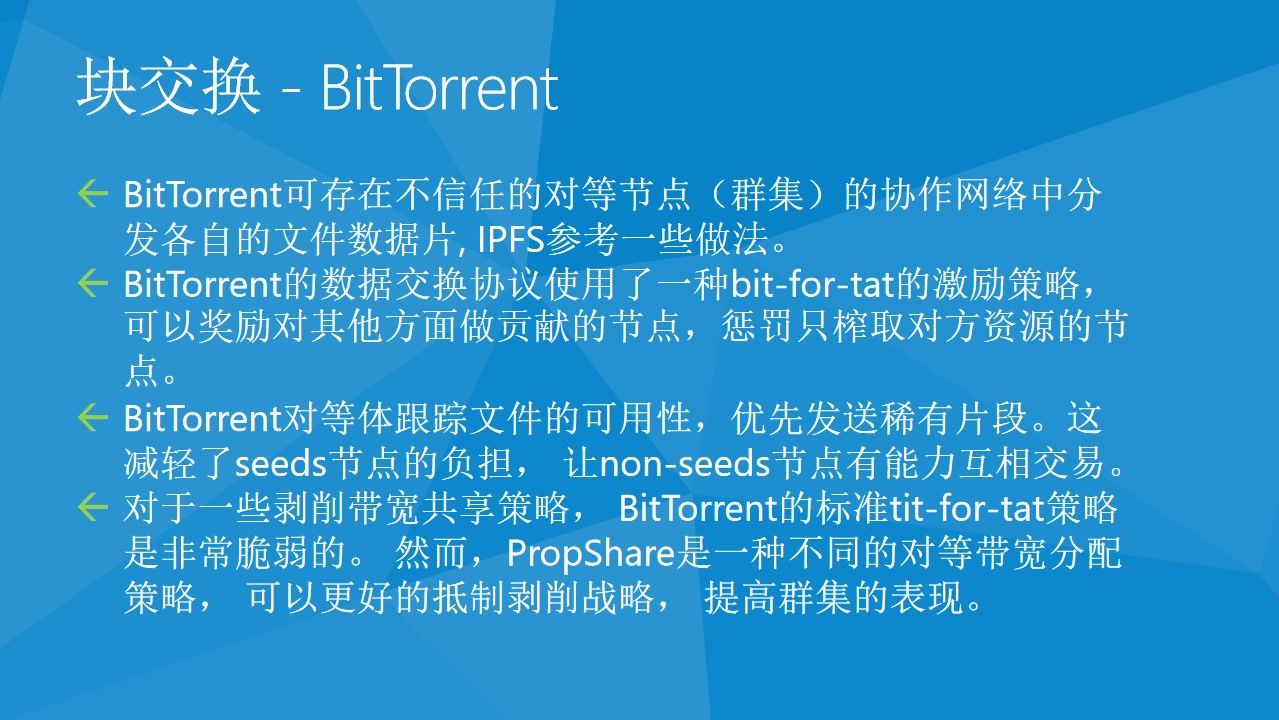 块交换 - BitTorrent
BitTorrent可存在不信任的对等节点（群集）的协作网络中分
发各自的文件数据片, IPFS参考一些做法。
BitTorrent的数据交换协议使用了一种bit-for-tat的激励策略，
可以奖励对其他方面做贡献的节点，惩罚只榨取对方资源的节
点。
BitTorrent对等体跟踪文件的可用性，优先发送稀有片段。这
减轻了seeds节点的负担， 让non-seeds节点有能力互相交易。
对于一些剥削带宽共享策略， BitTorrent的标准tit-for-tat策略
是非常脆弱的。 然而，PropShare是一种不同的对等带宽分配
策略， 可以更好的抵制剥削战略， 提高群集的表现。